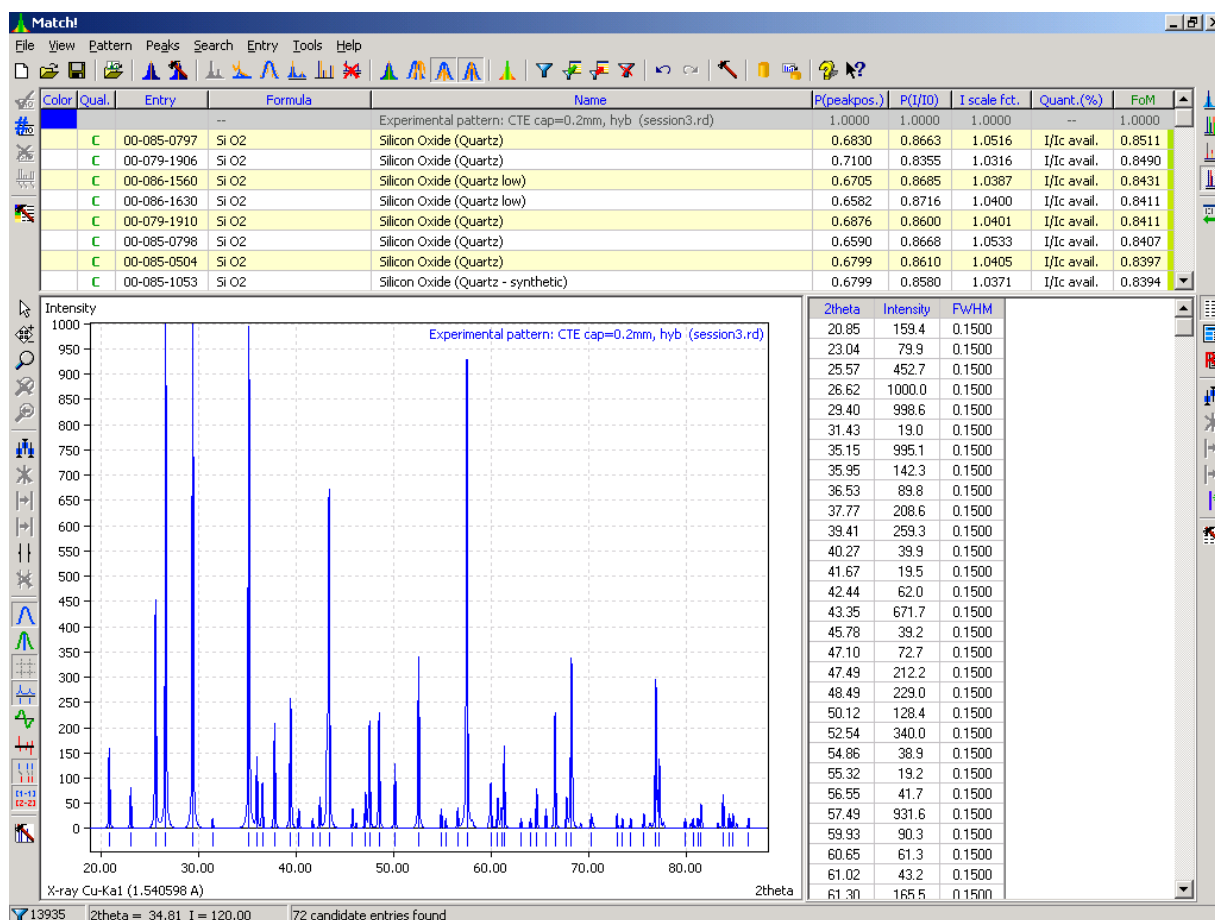 Match!
File View Pattern Peaks Search Entry Tools Help
Color Qual. Entry Formula Name P(peakpos.) P(I/I0) I scale fct. Quant.(%) FoM
-- Experimental pattern: CTE cap=0.2mm, hyb (session3.rd) 1.0000 1.0000 1.0000 -- 1.0000
C 00-085-0797 Si O2 Silicon Oxide (Quartz) 0.6830 0.8663 1.0516 I/Ic avail. 0.8511
C 00-079-1906 Si O2 Silicon Oxide (Quartz) 0.7100 0.8355 1.0316 I/Ic avail. 0.8490
C 00-086-1560 Si O2 Silicon Oxide (Quartz low) 0.6705 0.8685 1.0387 I/Ic avail. 0.8431
C 00-086-1630 Si O2 Silicon Oxide (Quartz low) 0.6582 0.8716 1.0400 I/Ic avail. 0.8411
C 00-079-1910 Si O2 Silicon Oxide (Quartz) 0.6876 0.8600 1.0401 I/Ic avail. 0.8411
C 00-085-0798 Si O2 Silicon Oxide (Quartz) 0.6590 0.8668 1.0533 I/Ic avail. 0.8407
C 00-085-0504 Si O2 Silicon Oxide (Quartz) 0.6799 0.8610 1.0405 I/Ic avail. 0.8397
C 00-085-1053 Si O2 Silicon Oxide (Quartz - synthetic) 0.6799 0.8580 1.0371 I/Ic avail. 0.8394
Intensity
Experimental pattern: CTE cap=0.2mm, hyb (session3.rd)
1000
950
900
850
800
750
700
650
600
550
500
450
400
350
300
250
200
150
100
50
0
20.00 30.00 40.00 50.00 60.00 70.00 80.00
X-ray Cu-Ka1 (1.540598 A) 2theta
2theta Intensity FWHM
20.85 159.4 0.1500
23.04 79.9 0.1500
25.57 452.7 0.1500
26.62 1000.0 0.1500
29.40 998.6 0.1500
31.43 19.0 0.1500
35.15 995.1 0.1500
35.95 142.3 0.1500
36.53 89.8 0.1500
37.77 208.6 0.1500
39.41 259.3 0.1500
40.27 39.9 0.1500
41.67 19.5 0.1500
42.44 62.0 0.1500
43.35 671.7 0.1500
45.78 39.2 0.1500
47.10 72.7 0.1500
47.49 212.2 0.1500
48.49 229.0 0.1500
50.12 128.4 0.1500
52.54 340.0 0.1500
54.86 38.9 0.1500
55.32 19.2 0.1500
56.55 41.7 0.1500
57.49 931.6 0.1500
59.93 90.3 0.1500
60.65 61.3 0.1500
61.02 43.2 0.1500
61.30 165.5 0.1500
13935 2theta = 34.81 I = 120.00 72 candidate entries found